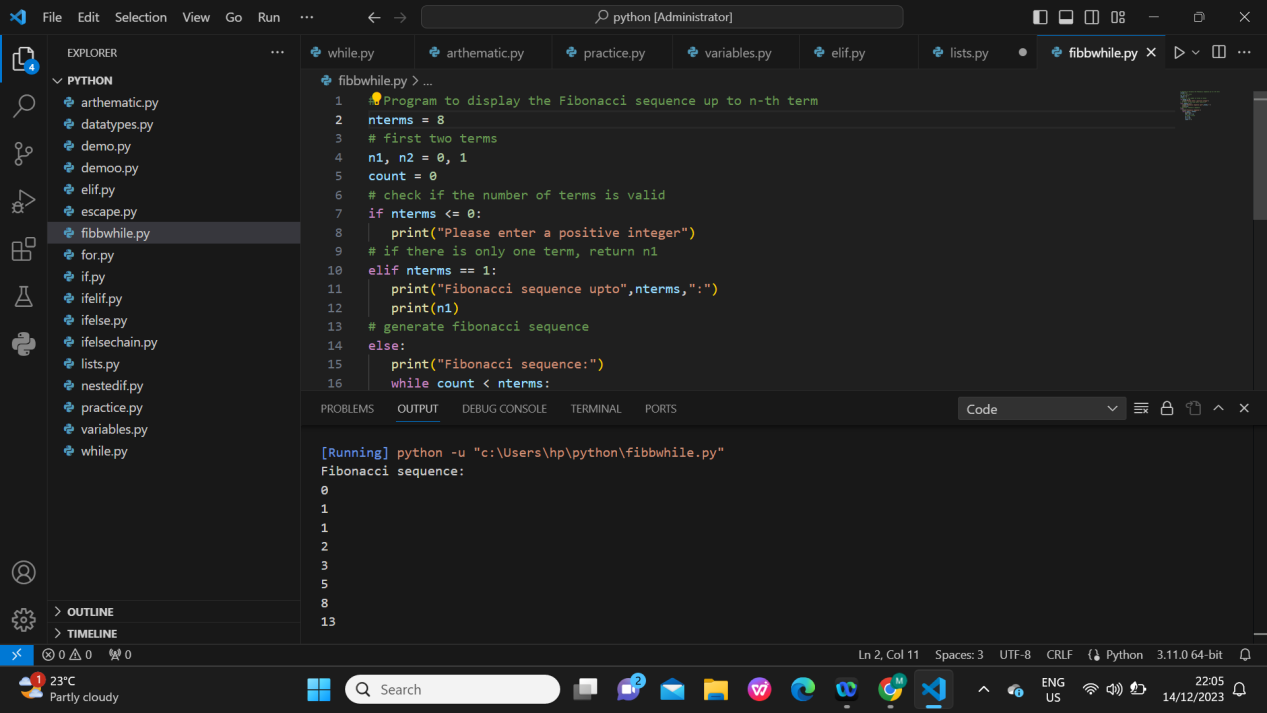 File Edit Selection View Go Run ··· python [Administrator]
EXPLORER ···
PYTHON
arthematic.py
datatypes.py
demo.py
demoo.py
elif.py
escape.py
fibbwhile.py
for.py
if.py
ifelif.py
ifelse.py
ifelsechain.py
lists.py
nestedif.py
practice.py
variables.py
while.py
OUTLINE
TIMELINE
4
while.py arthematic.py practice.py variables.py elif.py lists.py fibbwhile.py
fibbwhile.py > ...
1 # Program to display the Fibonacci sequence up to n-th term
2 nterms = 8
3 # first two terms
4 n1, n2 = 0, 1
5 count = 0
6 # check if the number of terms is valid
7 if nterms <= 0:
8 print("Please enter a positive integer")
9 # if there is only one term, return n1
10 elif nterms == 1:
11 print("Fibonacci sequence upto",nterms,":")
12 print(n1)
13 # generate fibonacci sequence
14 else:
15 print("Fibonacci sequence:")
16 while count < nterms:
PROBLEMS OUTPUT DEBUG CONSOLE TERMINAL PORTS Code
[Running] python -u "c:\Users\hp\python\fibbwhile.py"
Fibonacci sequence:
0
1
1
2
3
5
8
13
0 0 0 Ln 2, Col 11 Spaces: 3 UTF-8 CRLF Python 3.11.0 64-bit
1 23°C
Partly cloudy
Search
2
M
ENG
US
22:05
14/12/2023